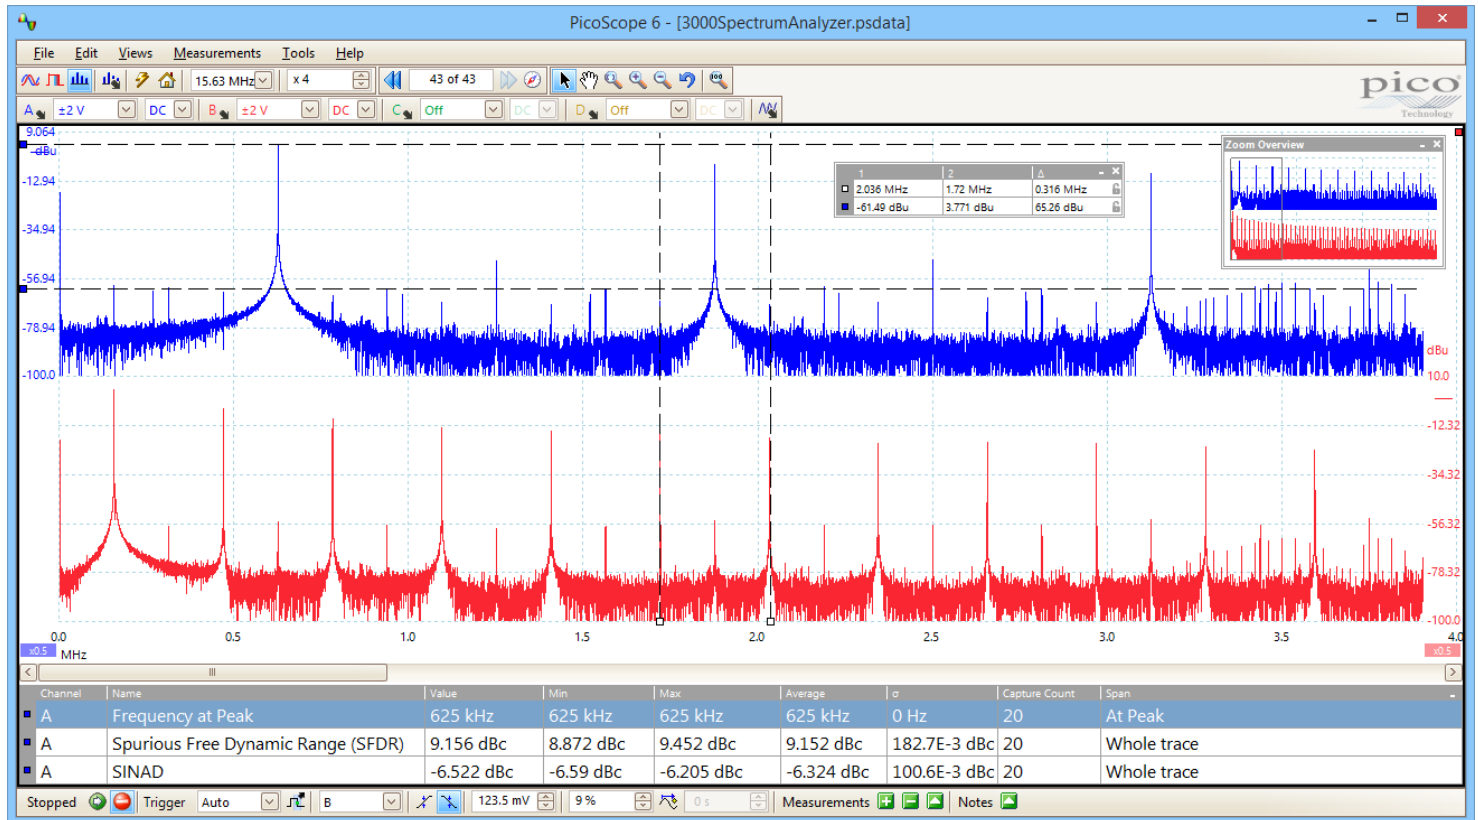 PicoScope 6 - [3000SpectrumAnalyzer.psdata]
File Edit Views Measurements Tools Help
15.63 MHz x 4 43 of 43
pico
Technology
A ±2 V DC B ±2 V DC C Off DC D Off DC
9.064
dBu
-12.94
-34.94
-56.94
-78.94
-100.0
1 2 Δ
2.036 MHz 1.72 MHz 0.316 MHz
-61.49 dBu 3.771 dBu 65.26 dBu
Zoom Overview
dBu
10.0
-12.32
-34.32
-56.32
-78.32
-100.0
0.0 0.5 1.0 1.5 2.0 2.5 3.0 3.5 4.0
x0.5 MHz x0.5
Channel Name Value Min Max Average σ Capture Count Span
A Frequency at Peak 625 kHz 625 kHz 625 kHz 625 kHz 0 Hz 20 At Peak
A Spurious Free Dynamic Range (SFDR) 9.156 dBc 8.872 dBc 9.452 dBc 9.152 dBc 182.7E-3 dBc 20 Whole trace
A SINAD -6.522 dBc -6.59 dBc -6.205 dBc -6.324 dBc 100.6E-3 dBc 20 Whole trace
Stopped Trigger Auto B 123.5 mV 9 % 0 s Measurements Notes